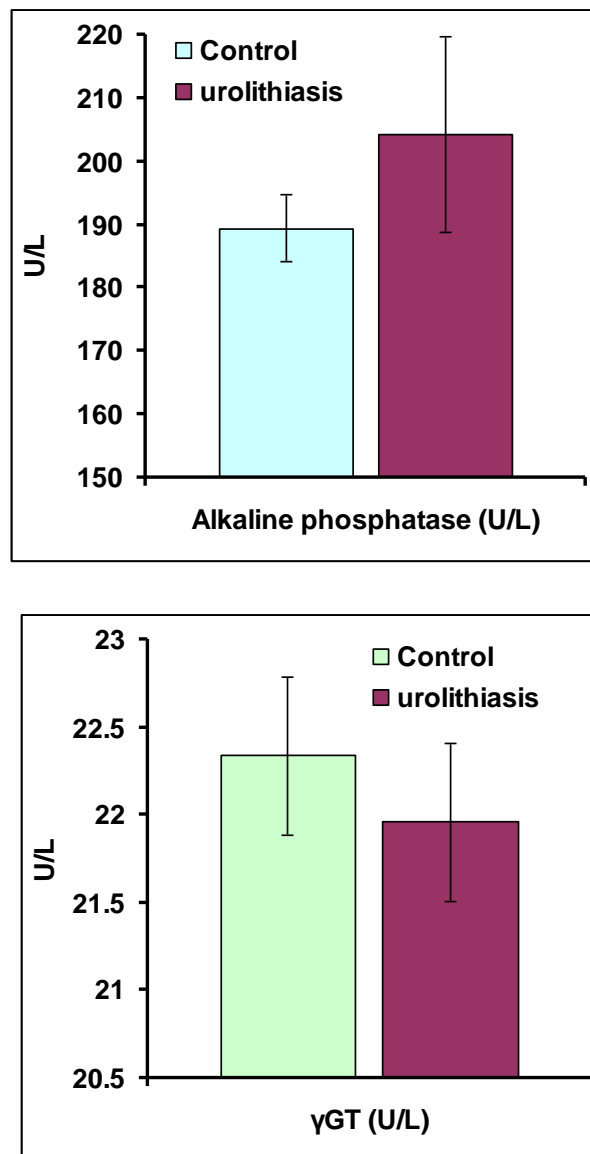 220
210
200
190
180
170
160
150
U/L
Control
urolithiasis
Alkaline phosphatase (U/L)
23
22.5
22
21.5
21
20.5
U/L
Control
urolithiasis
γGT (U/L)